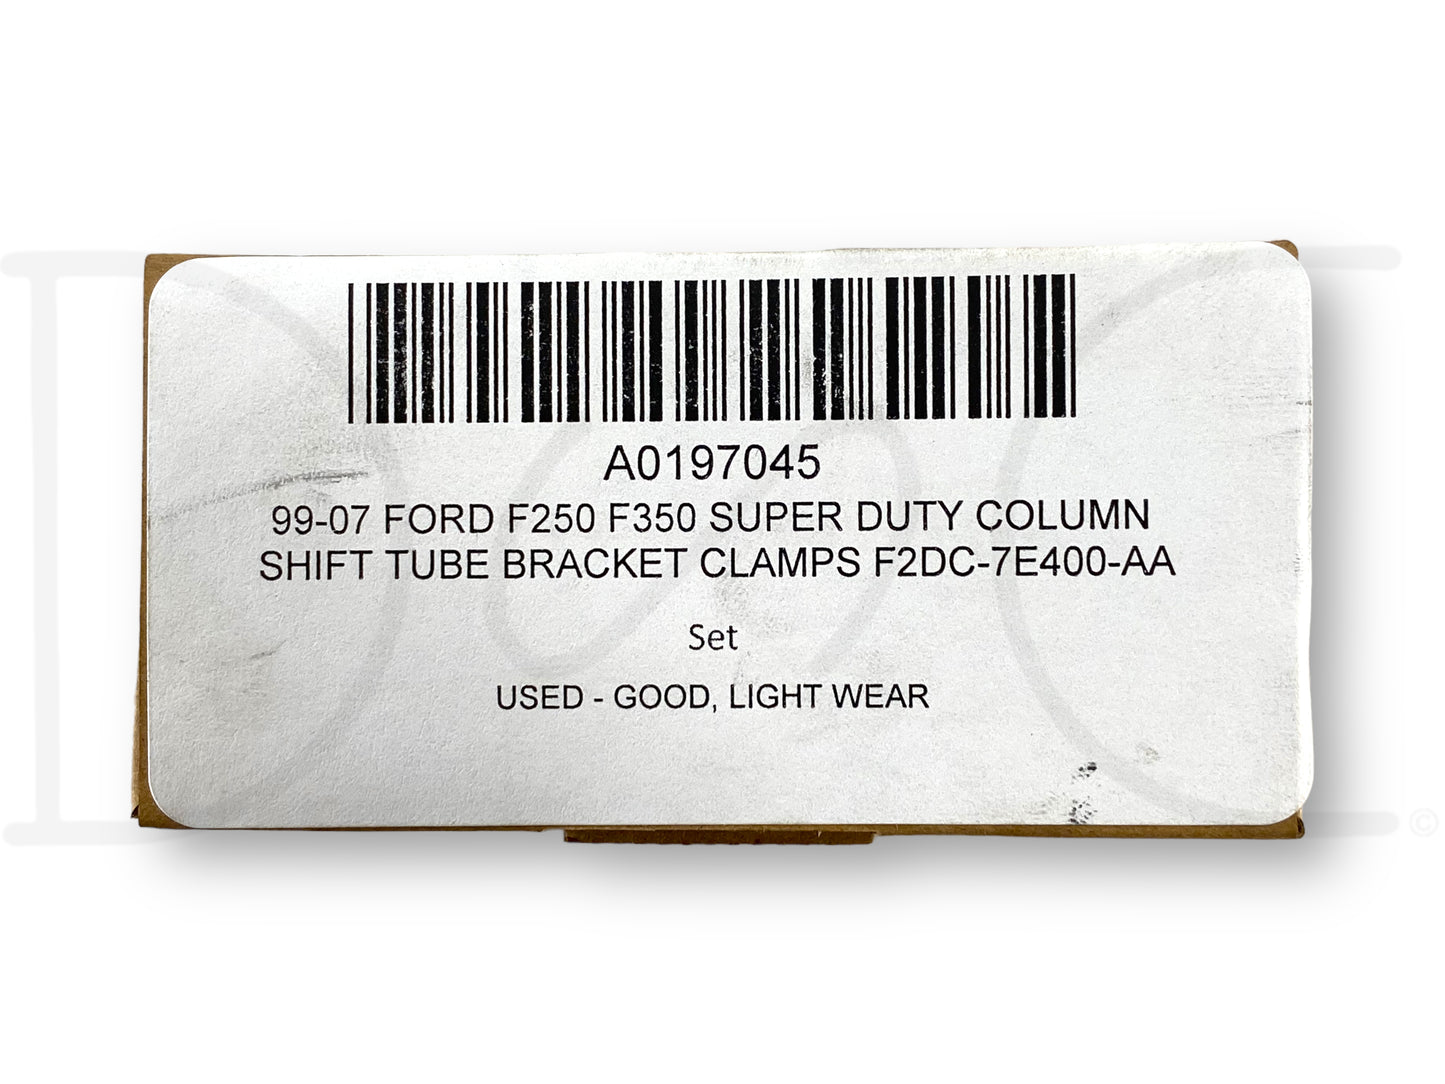 A0197045
99-07 FORD F250 F350 SUPER DUTY COLUMN
SHIFT TUBE BRACKET CLAMPS F2DC-7E400-AA
Set
USED - GOOD, LIGHT WEAR
©